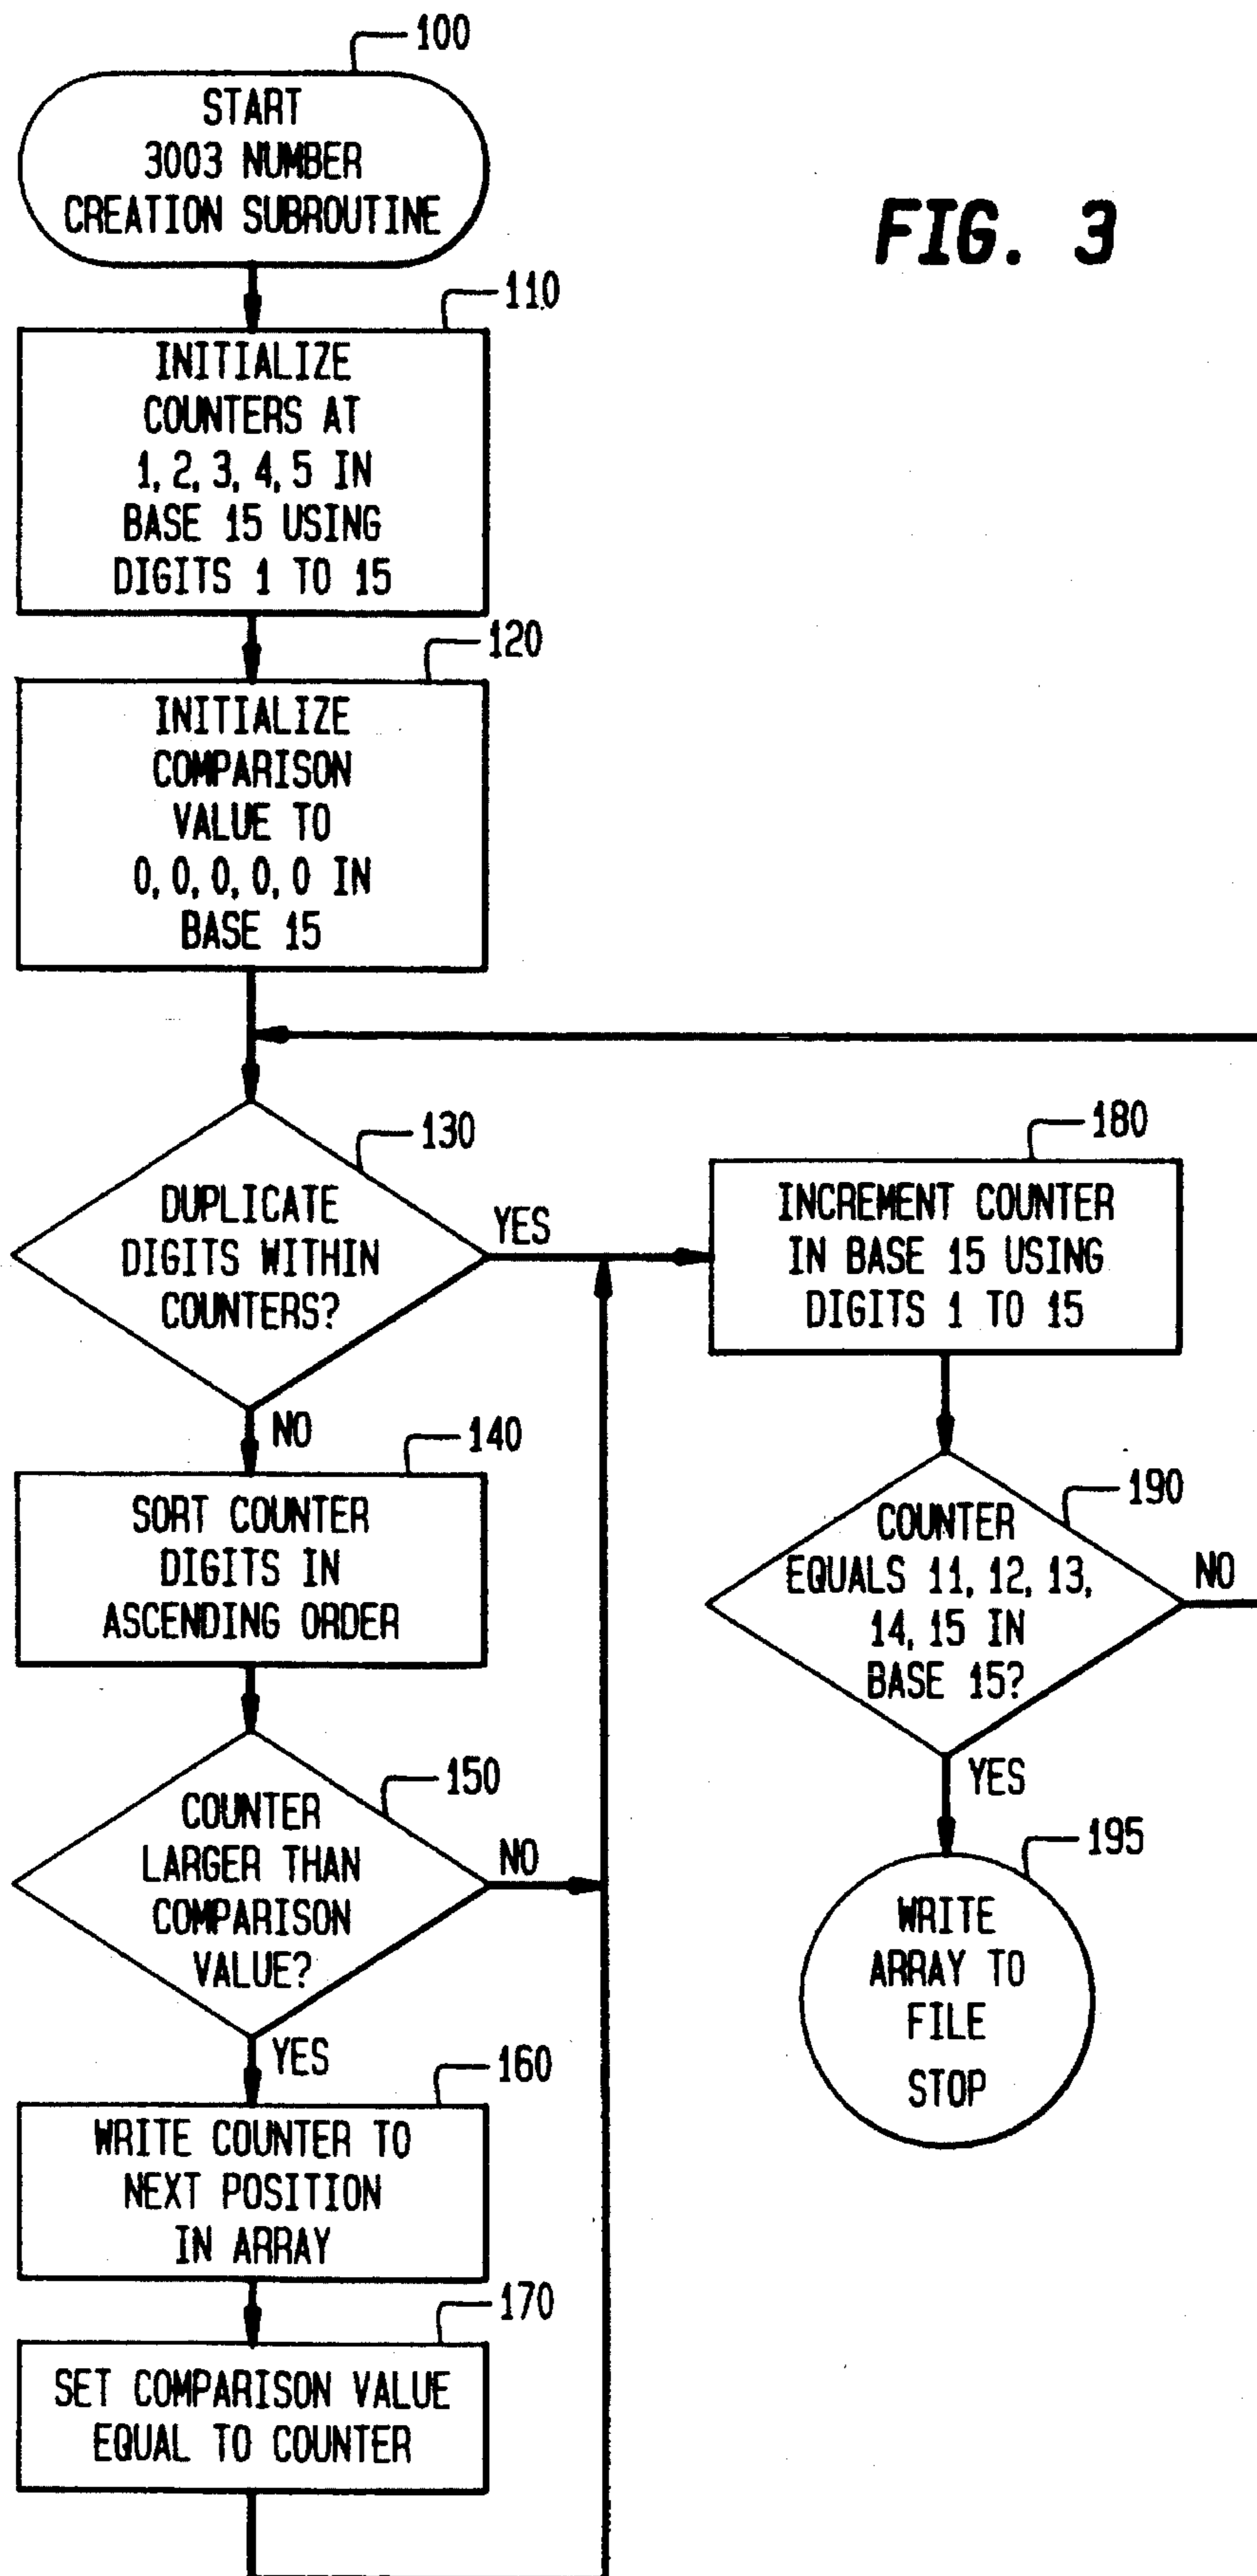 100
START
3003 NUMBER
CREATION SUBROUTINE
FIG. 3
110
INITIALIZE
COUNTERS AT
1, 2, 3, 4, 5 IN
BASE 15 USING
DIGITS 1 TO 15
120
INITIALIZE
COMPARISON
VALUE TO
0, 0, 0, 0, 0 IN
BASE 15
130
DUPLICATE
DIGITS WITHIN
COUNTERS?
YES
NO
140
SORT COUNTER
DIGITS IN
ASCENDING ORDER
150
COUNTER
LARGER THAN
COMPARISON
VALUE?
NO
YES
160
WRITE COUNTER TO
NEXT POSITION
IN ARRAY
170
SET COMPARISON VALUE
EQUAL TO COUNTER
180
INCREMENT COUNTER
IN BASE 15 USING
DIGITS 1 TO 15
190
COUNTER
EQUALS 11, 12, 13,
14, 15 IN
BASE 15?
NO
YES
195
WRITE
ARRAY TO
FILE
STOP